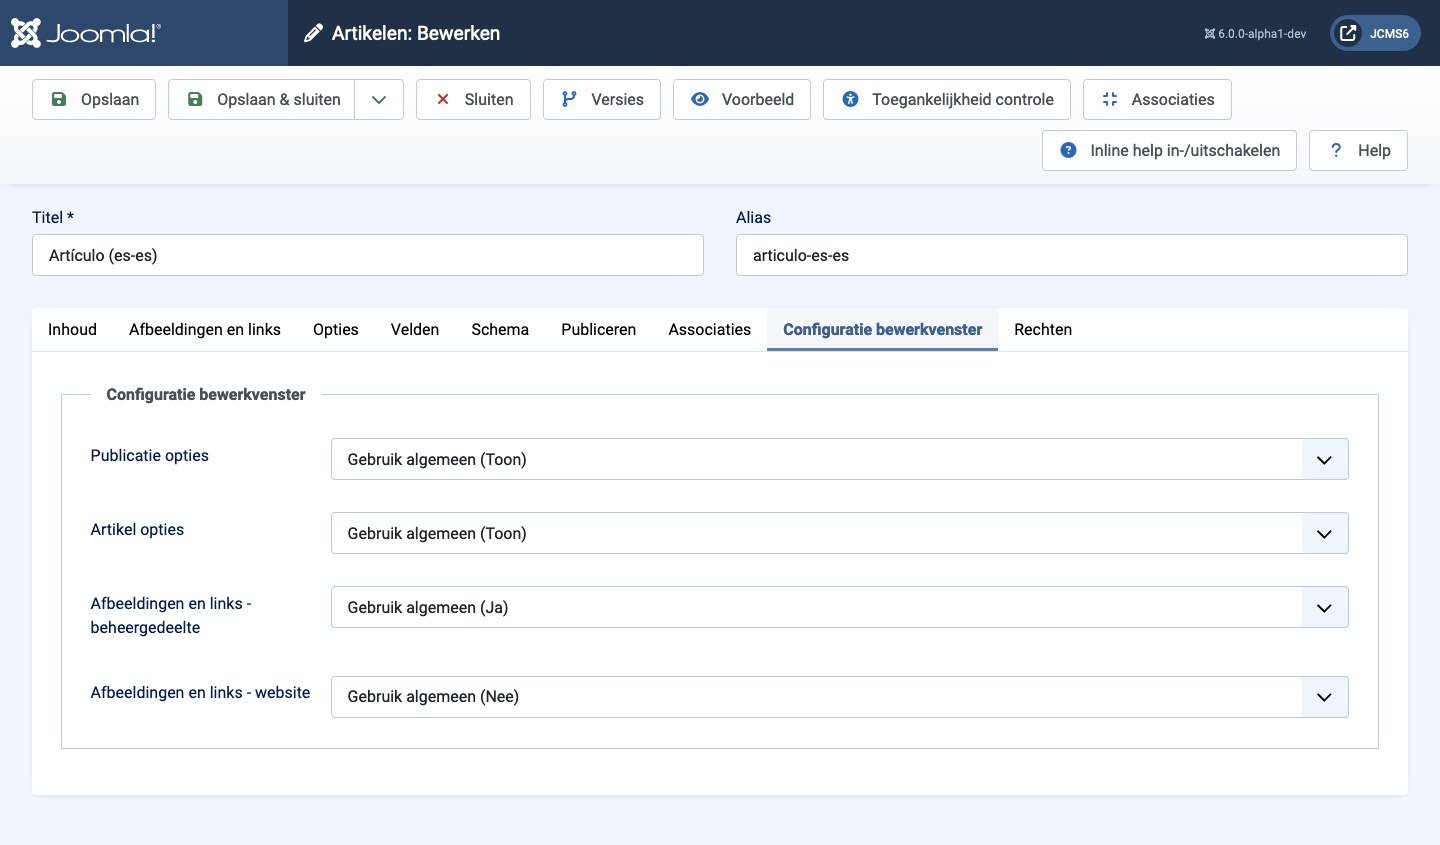 Joomla!®
Artikelen: Bewerken
6.0.0-alpha1-dev
JCMS6
Opslaan
Opslaan & sluiten
Sluiten
Versies
Voorbeeld
Toegankelijkheid controle
Associaties
Inline help in-/uitschakelen
? Help
Titel *
Alias
Artículo (es-es)
articulo-es-es
Inhoud
Afbeeldingen en links
Opties
Velden
Schema
Publiceren
Associaties
Configuratie bewerkvenster
Rechten
Configuratie bewerkvenster
Publicatie opties
Gebruik algemeen (Toon)
Artikel opties
Gebruik algemeen (Toon)
Afbeeldingen en links -
beheergedeelte
Gebruik algemeen (Ja)
Afbeeldingen en links - website
Gebruik algemeen (Nee)